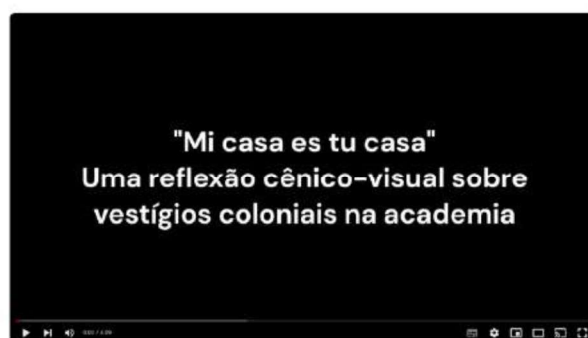 "Mi casa es tu casa"
Uma reflexão cênico-visual sobre
vestígios coloniais na academia